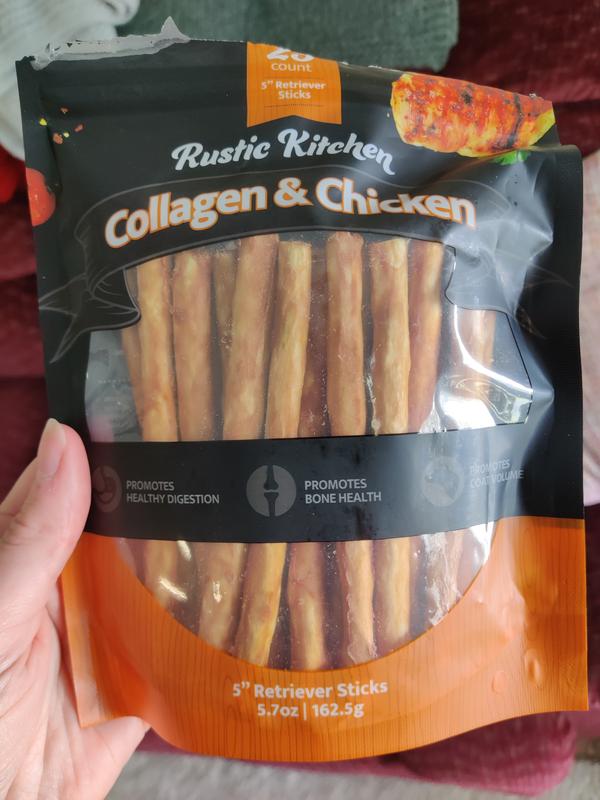 25
count
5" Retriever
Sticks
Rustic Kitchen
Collagen & Chicken
PROMOTES
HEALTHY DIGESTION
PROMOTES
BONE HEALTH
PROMOTES
COAT VOLUME
5" Retriever Sticks
5.7oz | 162.5g